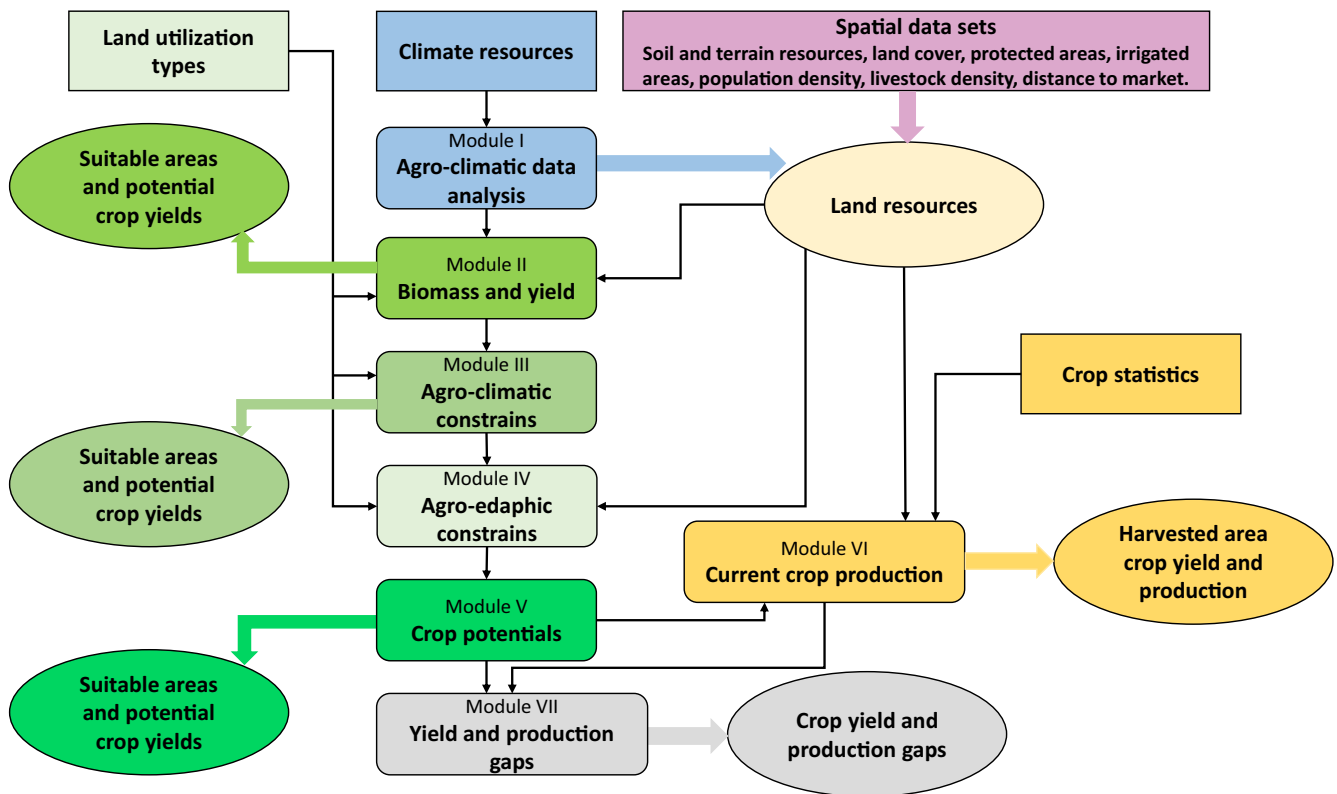 Land utilization
types
Climate resources
Spatial data sets
Soil and terrain resources, land cover, protected areas, irrigated
areas, population density, livestock density, distance to market.
Module I
Agro-climatic data
analysis
Suitable areas
and potential
crop yields
Land resources
Module II
Biomass and yield
Module III
Agro-climatic
constrains
Crop statistics
Suitable areas
and potential
crop yields
Module IV
Agro-edaphic
constrains
Module VI
Current crop production
Harvested area
crop yield and
production
Module V
Crop potentials
Suitable areas
and potential
crop yields
Module VII
Yield and production
gaps
Crop yield and
production gaps